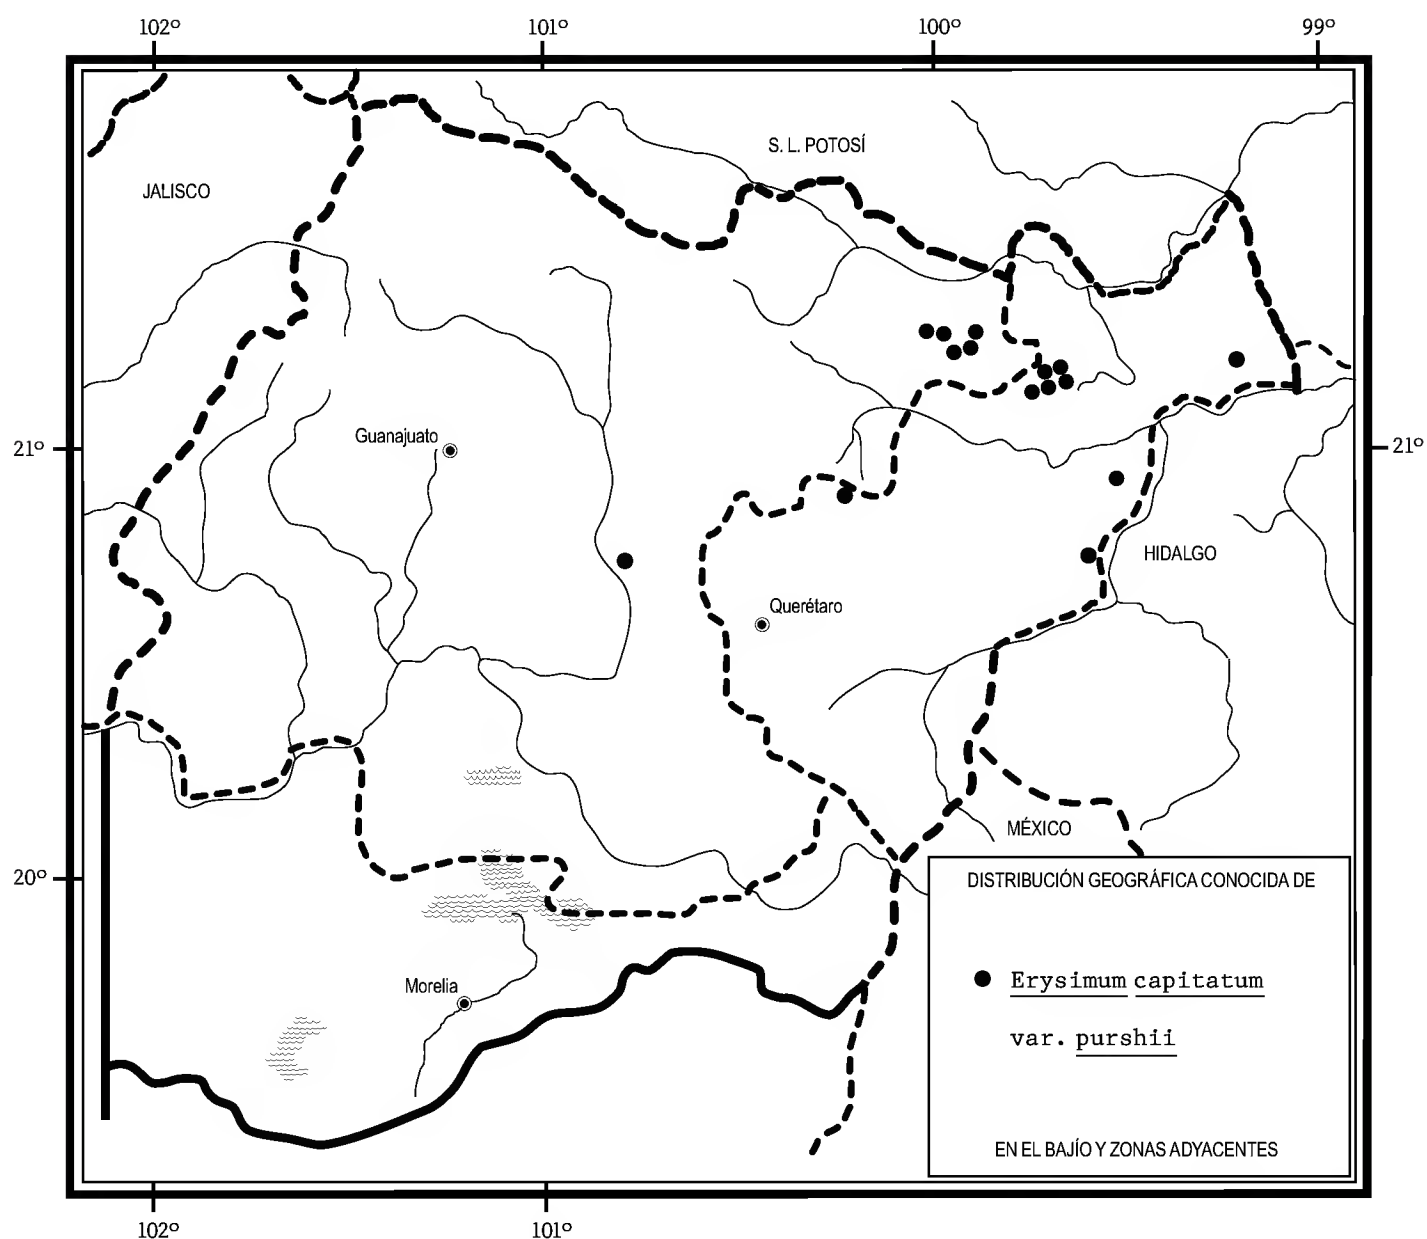 102º 101º 100º 99º
S. L. POTOSÍ
JALISCO
Guanajuato
21º 21º
HIDALGO
Querétaro
MÉXICO
20º
DISTRIBUCIÓN GEOGRÁFICA CONOCIDA DE
Erysimum capitatum
Morelia
var. purshii
EN EL BAJÍO Y ZONAS ADYACENTES
102º 101º